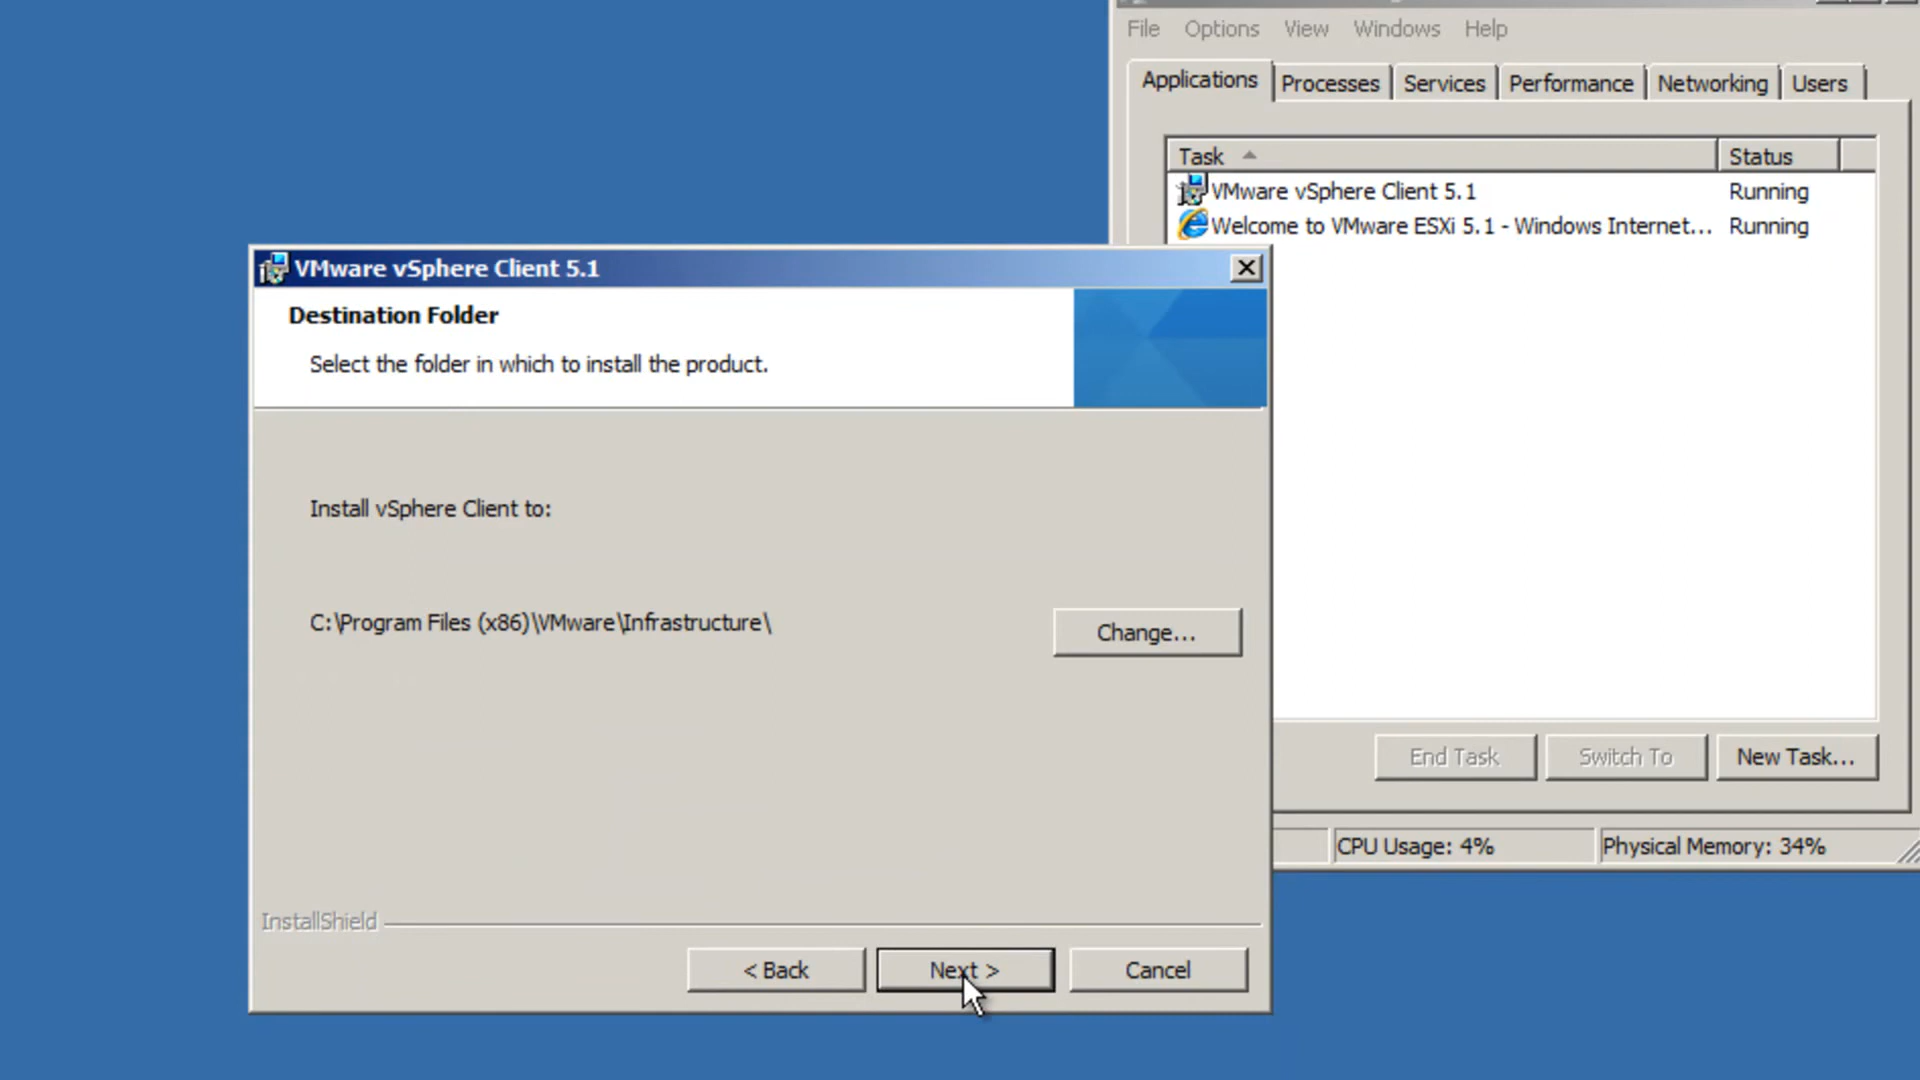 File Options View Windows Help
Applications Processes Services Performance Networking Users
Task Status
VMware vSphere Client 5.1 Running
Welcome to VMware ESXi 5.1 - Windows Internet... Running
VMware vSphere Client 5.1
Destination Folder
Select the folder in which to install the product.
Install vSphere Client to:
C:\Program Files (x86)\VMware\Infrastructure\
Change...
End Task Switch To New Task...
CPU Usage: 4% Physical Memory: 34%
InstallShield
< Back Next > Cancel